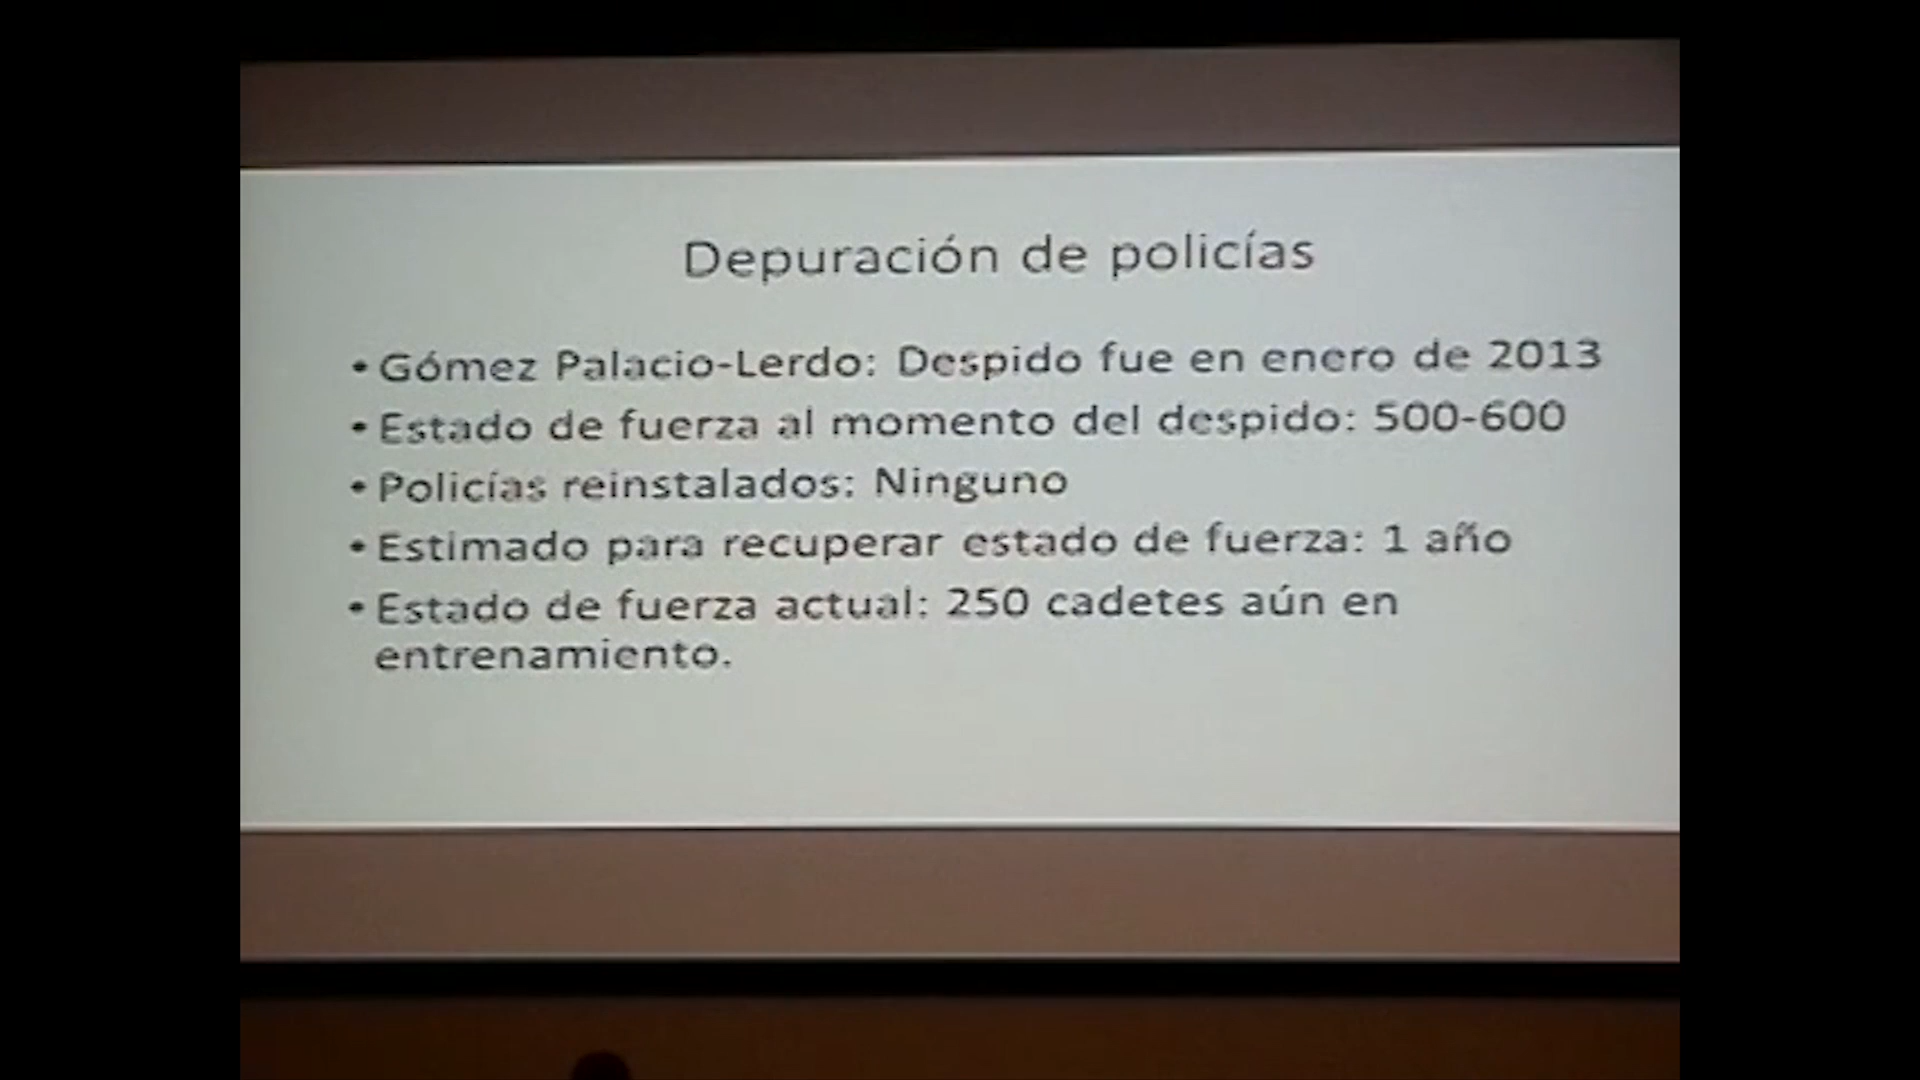 Depuración de policías
• Gómez Palacio-Lerdo: Despido fue en enero de 2013
• Estado de fuerza al momento del despido: 500-600
• Policías reinstalados: Ninguno
• Estimado para recuperar estado de fuerza: 1 año
• Estado de fuerza actual: 250 cadetes aún en
entrenamiento.